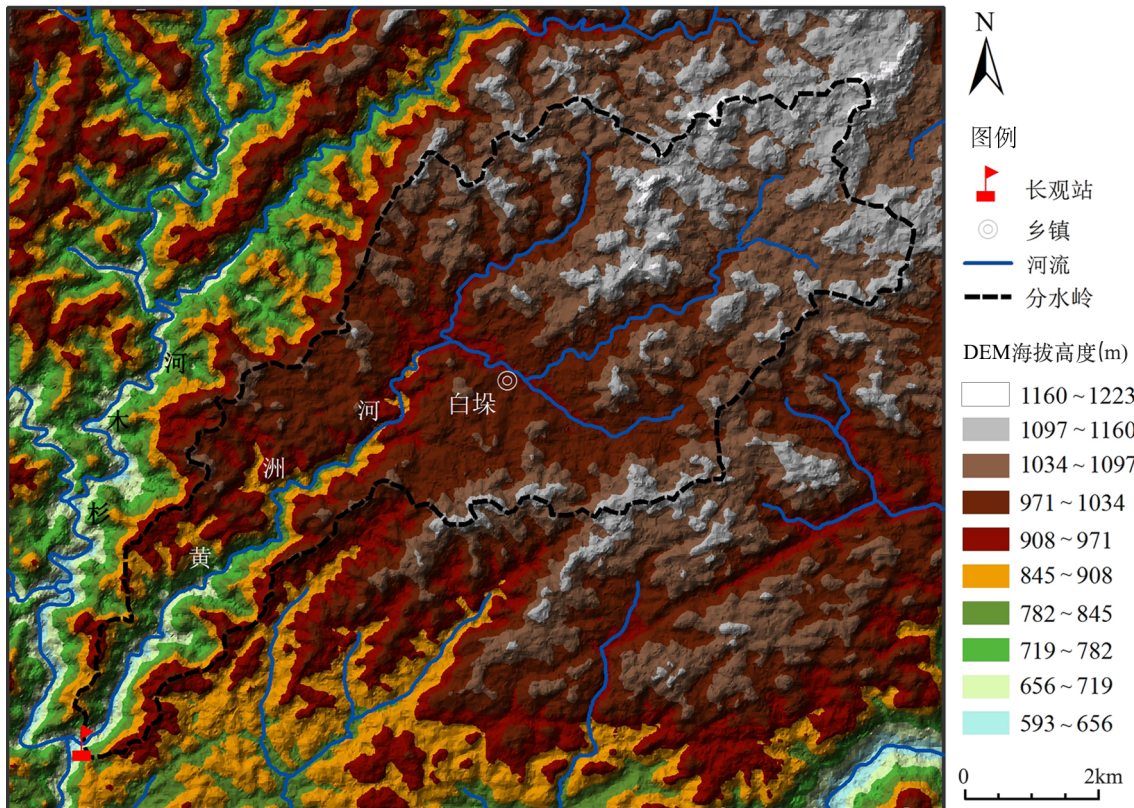 河
木
杉
河
洲
黄
白垛
N
图例
长观站
乡镇
河流
分水岭
DEM海拔高度(m)
1160~1223
1097~1160
1034~1097
971~1034
908~971
845~908
782~845
719~782
656~719
593~656
0 2km